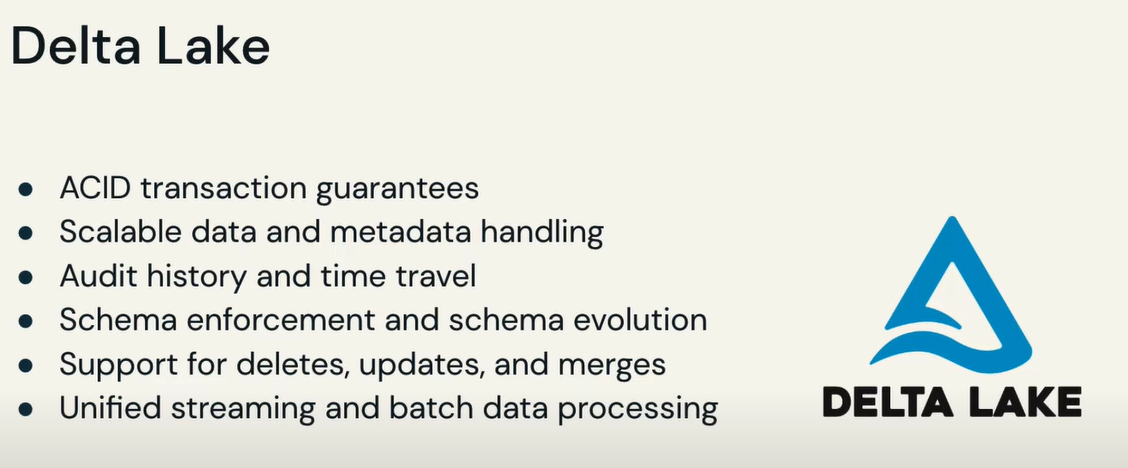 Delta Lake
● ACID transaction guarantees
● Scalable data and metadata handling
● Audit history and time travel
● Schema enforcement and schema evolution
● Support for deletes, updates, and merges
● Unified streaming and batch data processing
DELTA LAKE